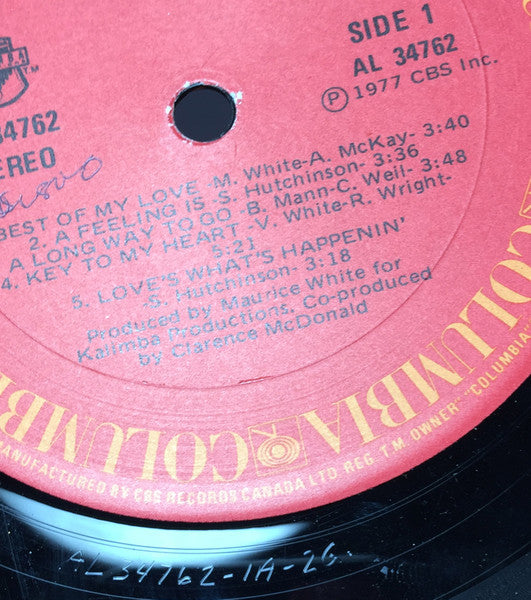 SIDE 1
AL 34762
Ⓟ 1977 CBS Inc.
34762
EREO
BEST OF MY LOVE -M. White-A. McKay- 3:40
2. A FEELING IS -S. Hutchinson- 3:36
A LONG WAY TO GO -B. Mann-C. Weil- 3:48
4. KEY TO MY HEART -V. White-R. Wright-
5:21
5. LOVE'S WHAT'S HAPPENIN'
-S. Hutchinson- 3:18
Produced by Maurice White for
Kalimba Productions. Co-produced
by Clarence McDonald
COLUMB
COLUMBIA
COLUMBIA
MANUFACTURED BY CBS RECORDS CANADA LTD REG. T.M. OWNER "COLUMBIA
AL 34762-1A-2G